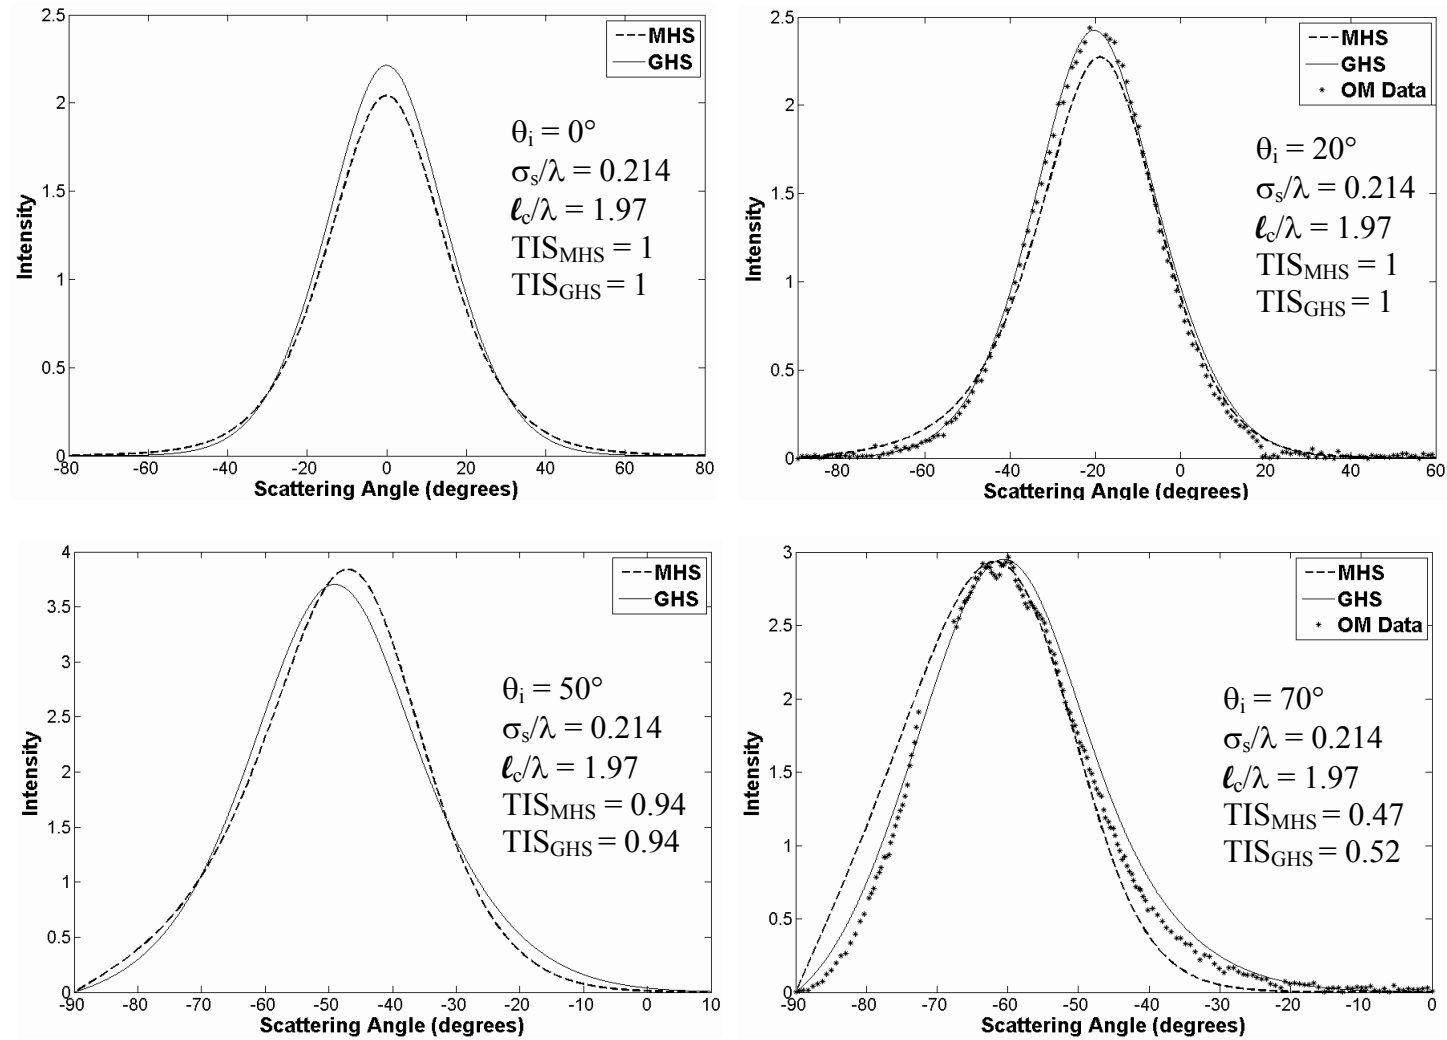 2.5
2
1.5
1
0.5
0
Intensity
-80 -60 -40 -20 0 20 40 60 80
Scattering Angle (degrees)
MHS
GHS
θi = 0°
σs/λ = 0.214
ℓc/λ = 1.97
TISMHS = 1
TISGHS = 1
2.5
2
1.5
1
0.5
0
Intensity
-80 -60 -40 -20 0 20 40 60
Scattering Angle (degrees)
MHS
GHS
OM Data
θi = 20°
σs/λ = 0.214
ℓc/λ = 1.97
TISMHS = 1
TISGHS = 1
4
3.5
3
2.5
2
1.5
1
0.5
0
Intensity
-90 -80 -70 -60 -50 -40 -30 -20 -10 0 10
Scattering Angle (degrees)
MHS
GHS
θi = 50°
σs/λ = 0.214
ℓc/λ = 1.97
TISMHS = 0.94
TISGHS = 0.94
3
2.5
2
1.5
1
0.5
0
Intensity
-90 -80 -70 -60 -50 -40 -30 -20 -10 0
Scattering Angle (degrees)
MHS
GHS
OM Data
θi = 70°
σs/λ = 0.214
ℓc/λ = 1.97
TISMHS = 0.47
TISGHS = 0.52